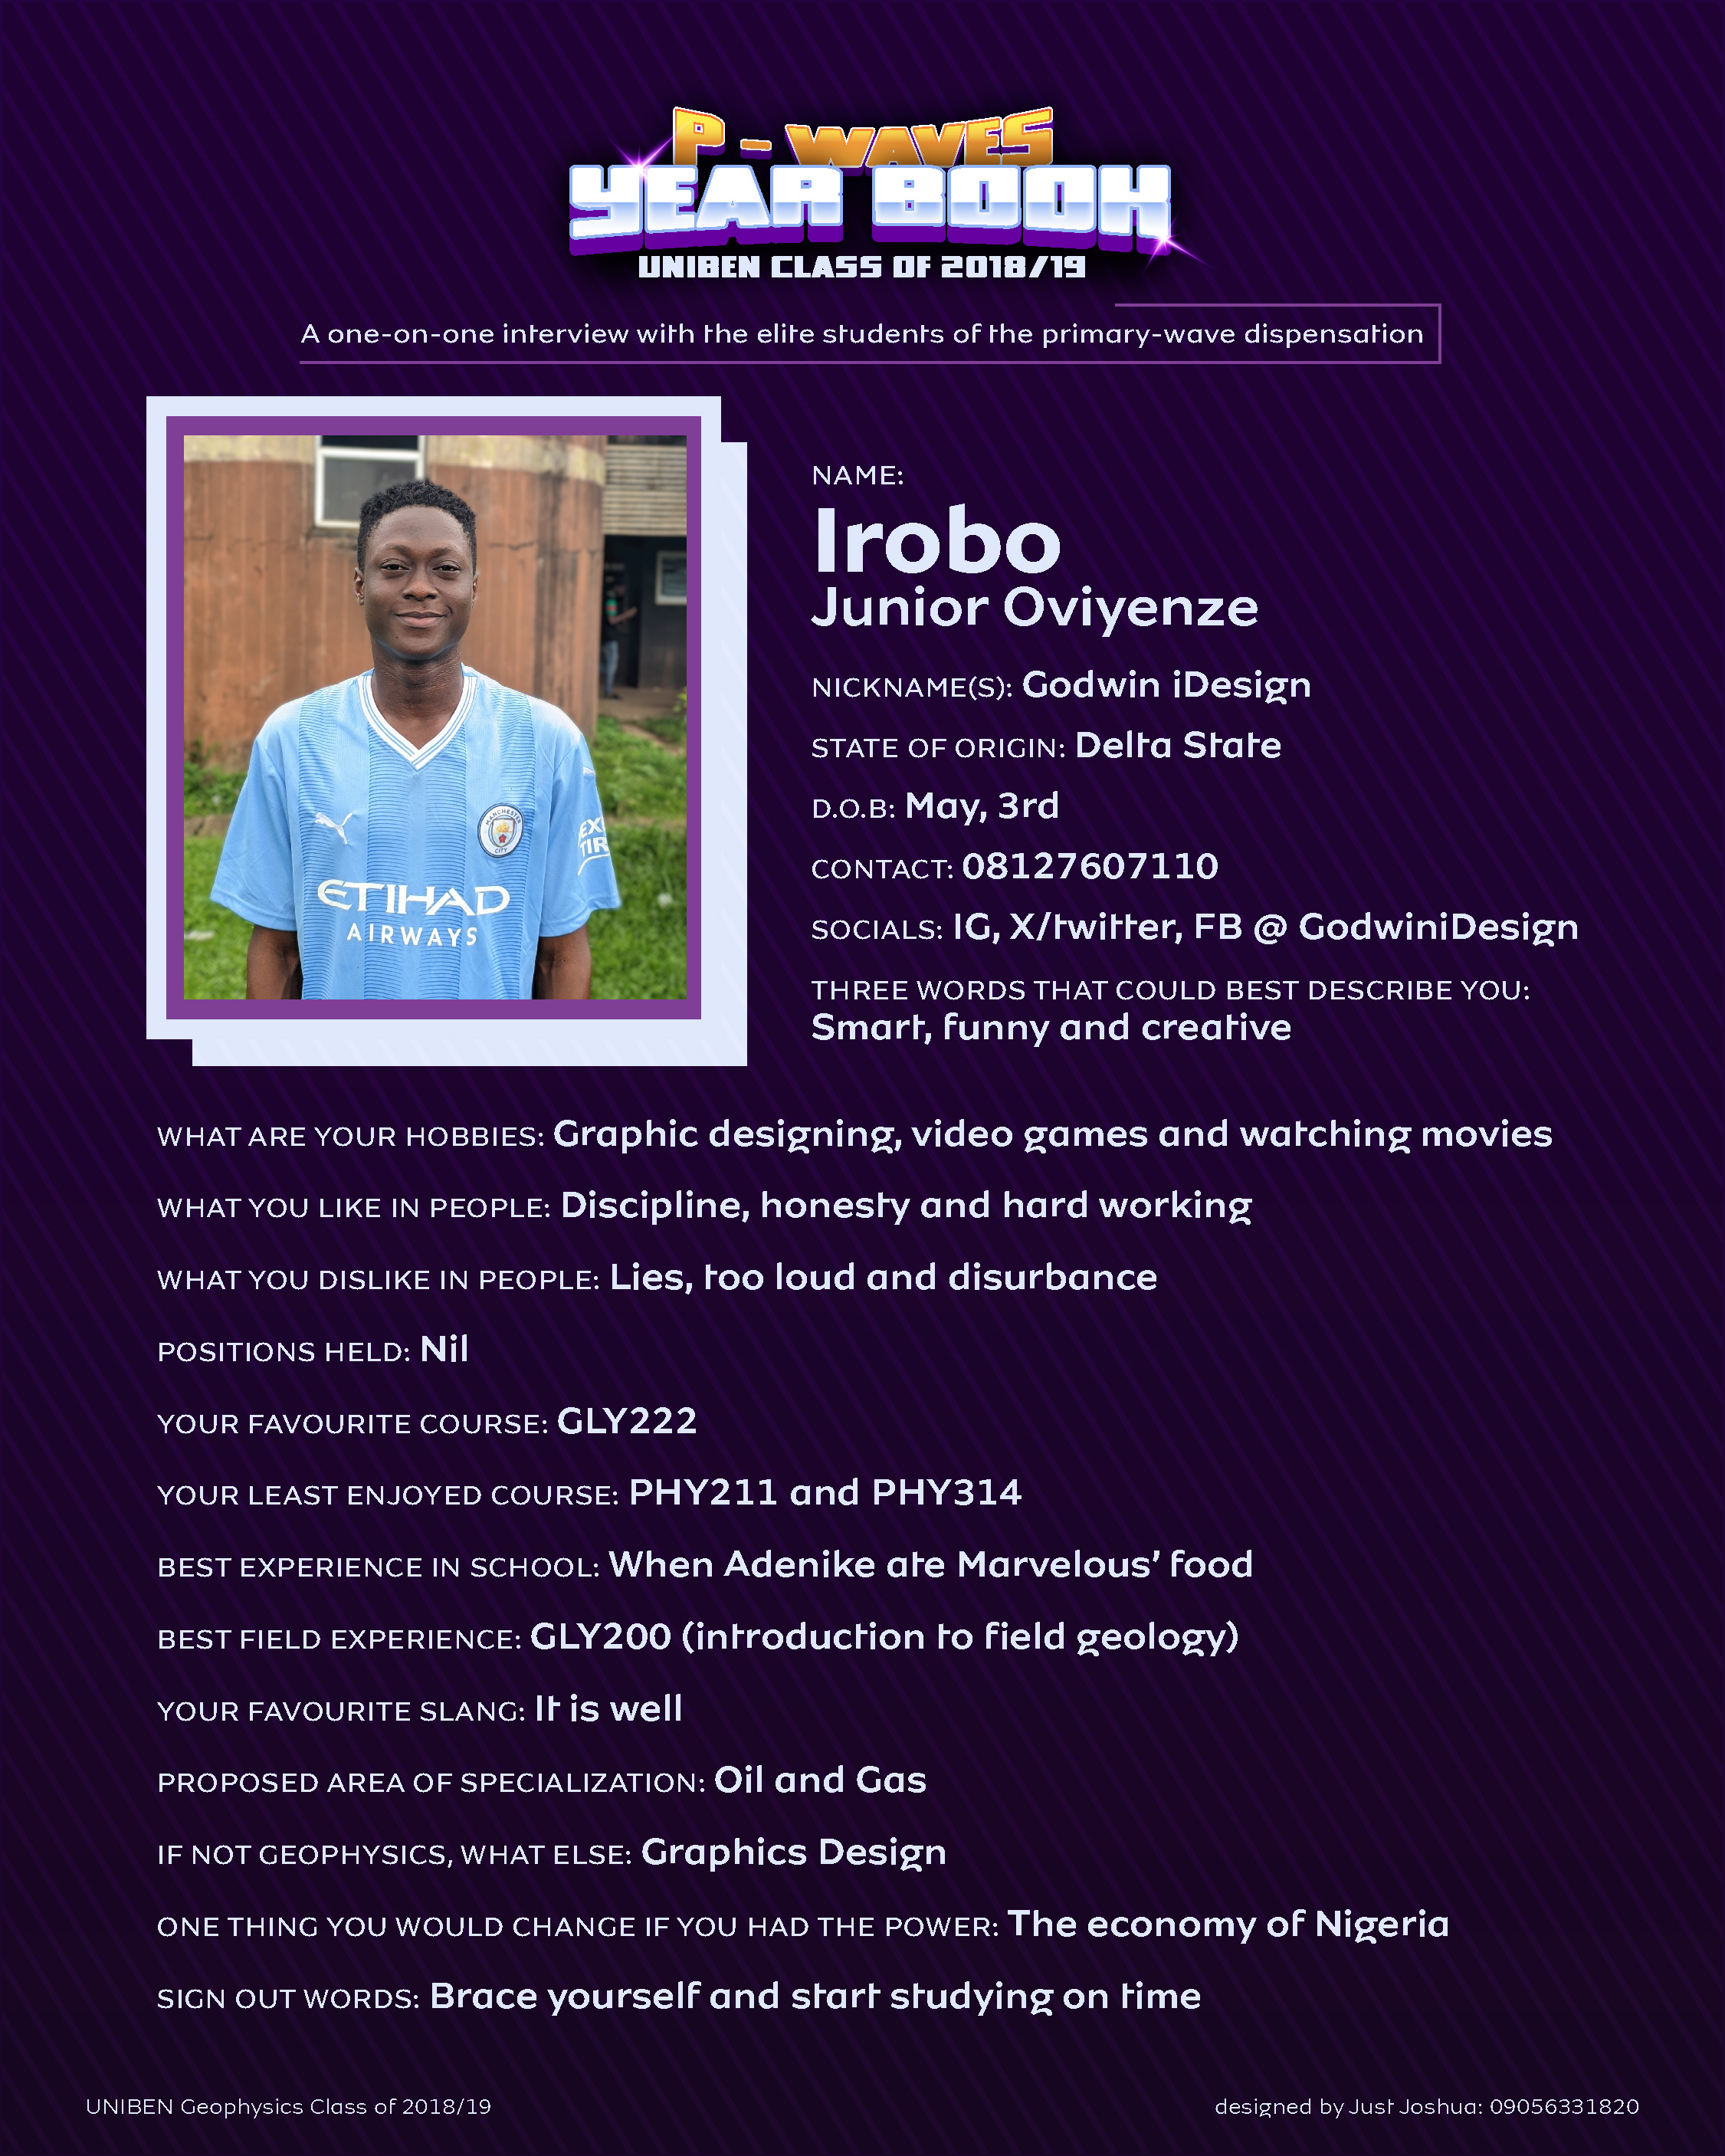 P - WAVES
YEAR BOOK
UNIBEN CLASS OF 2018/19
A one-on-one interview with the elite students of the primary-wave dispensation
NAME:
Irobo
Junior Oviyenze
NICKNAME(S): Godwin iDesign
STATE OF ORIGIN: Delta State
D.O.B: May, 3rd
CONTACT: 08127607110
SOCIALS: IG, X/twitter, FB @ GodwiniDesign
THREE WORDS THAT COULD BEST DESCRIBE YOU:
Smart, funny and creative
MANCHESTER
CITY
ETIHAD
AIRWAYS
WHAT ARE YOUR HOBBIES: Graphic designing, video games and watching movies
WHAT YOU LIKE IN PEOPLE: Discipline, honesty and hard working
WHAT YOU DISLIKE IN PEOPLE: Lies, too loud and disurbance
POSITIONS HELD: Nil
YOUR FAVOURITE COURSE: GLY222
YOUR LEAST ENJOYED COURSE: PHY211 and PHY314
BEST EXPERIENCE IN SCHOOL: When Adenike ate Marvelous’ food
BEST FIELD EXPERIENCE: GLY200 (introduction to field geology)
YOUR FAVOURITE SLANG: It is well
PROPOSED AREA OF SPECIALIZATION: Oil and Gas
IF NOT GEOPHYSICS, WHAT ELSE: Graphics Design
ONE THING YOU WOULD CHANGE IF YOU HAD THE POWER: The economy of Nigeria
SIGN OUT WORDS: Brace yourself and start studying on time
UNIBEN Geophysics Class of 2018/19
designed by Just Joshua: 09056331820